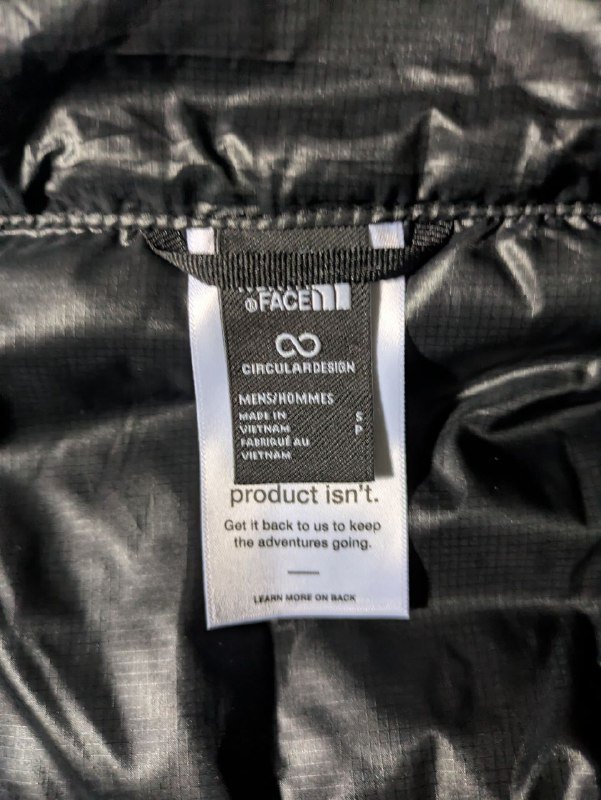 FACE
CIRCULARDESIGN
MENS/HOMMES
MADE IN S
VIETNAM P
FABRIQUÉ AU
VIETNAM
product isn't.
Get it back to us to keep
the adventures going.
LEARN MORE ON BACK